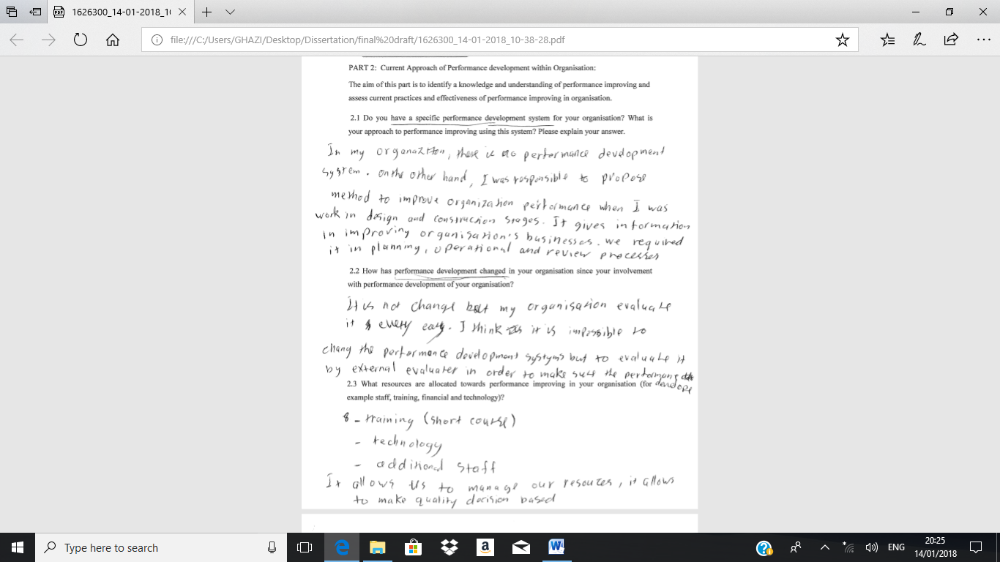 1626300_14-01-2018_1
file:///C:/Users/GHAZI/Desktop/Dissertation/final%20draft/1626300_14-01-2018_10-38-28.pdf
PART 2: Current Approach of Performance development within Organisation:
The aim of this part is to identify a knowledge and understanding of performance improving and
assess current practices and effectiveness of performance improving in organisation.
2.1 Do you have a specific performance development system for your organisation? What is
your approach to performance improving using this system? Please explain your answer.
In my organaztion, there is no performance development
system. on the other hand, I was responsible to propose
method to improve organization performance when I was
work in design and construction stages. It gives information
in improving organisation's businesses. we required
it in planning, operational and review processes
2.2 How has performance development changed in your organisation since your involvement
with performance development of your organisation?
It is not change but my organisation evaluate
it every . I think it is impossible to
chang the performance development systyms but to evaluate it
by external evaluater in order to make sure the performang
2.3 What resources are allocated towards performance improving in your organisation (for develope
example staff, training, financial and technology)?
- training (short course)
- technology
- additional staff
It allows us to manage our resources, it allows
to make quality decision based
Type here to search
ENG
20:25
14/01/2018